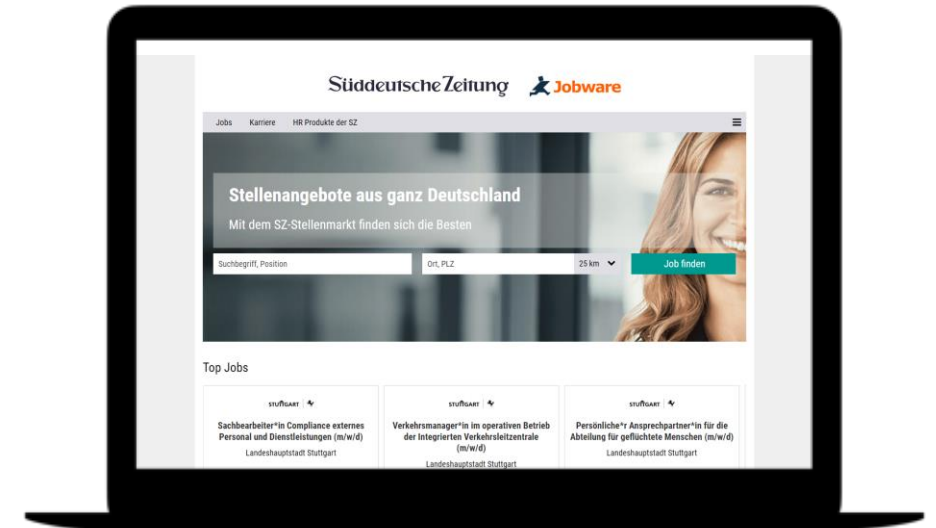 Süddeutsche Zeitung Jobware
Jobs Karriere HR Produkte der SZ
Stellenangebote aus ganz Deutschland
Mit dem SZ-Stellenmarkt finden sich die Besten
Suchbegriff, Position Ort, PLZ 25 km Job finden
Top Jobs
STUTTGART STUTTGART STUTTGART
Sachbearbeiter*in Compliance externes
Personal und Dienstleistungen (m/w/d)
Landeshauptstadt Stuttgart
Verkehrsmanager*in im operativen Betrieb
der Integrierten Verkehrsleitzentrale
(m/w/d)
Landeshauptstadt Stuttgart
Persönliche*r Ansprechpartner*in für die
Abteilung für geflüchtete Menschen (m/w/d)
Landeshauptstadt Stuttgart